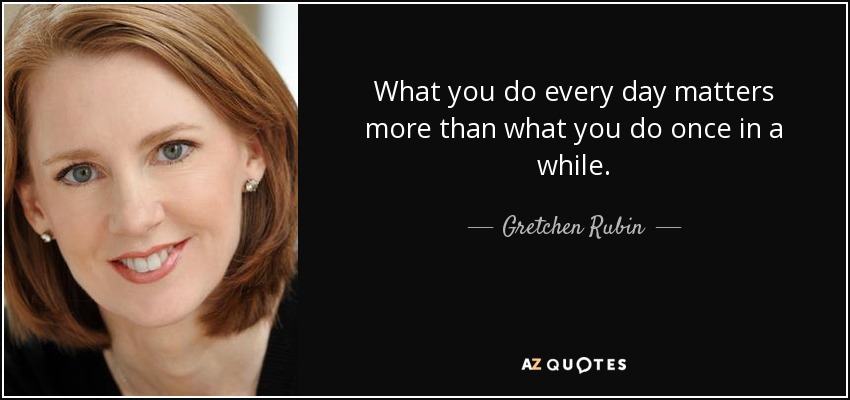 What you do every day matters
more than what you do once in a
while.
Gretchen Rubin
AZ QUOTES